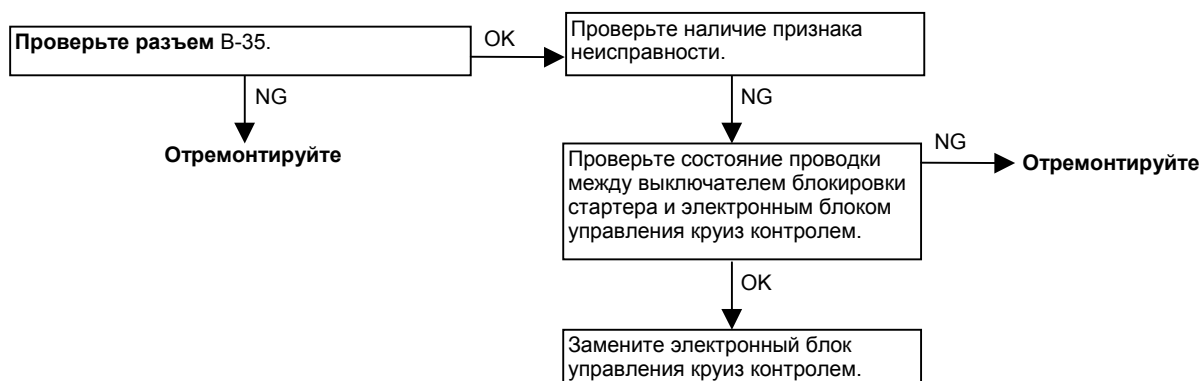 Проверьте разъем B-35.
OK
Проверьте наличие признака
неисправности.
NG
Отремонтируйте
NG
Проверьте состояние проводки
между выключателем блокировки
стартера и электронным блоком
управления круиз контролем.
NG
Отремонтируйте
OK
Замените электронный блок
управления круиз контролем.